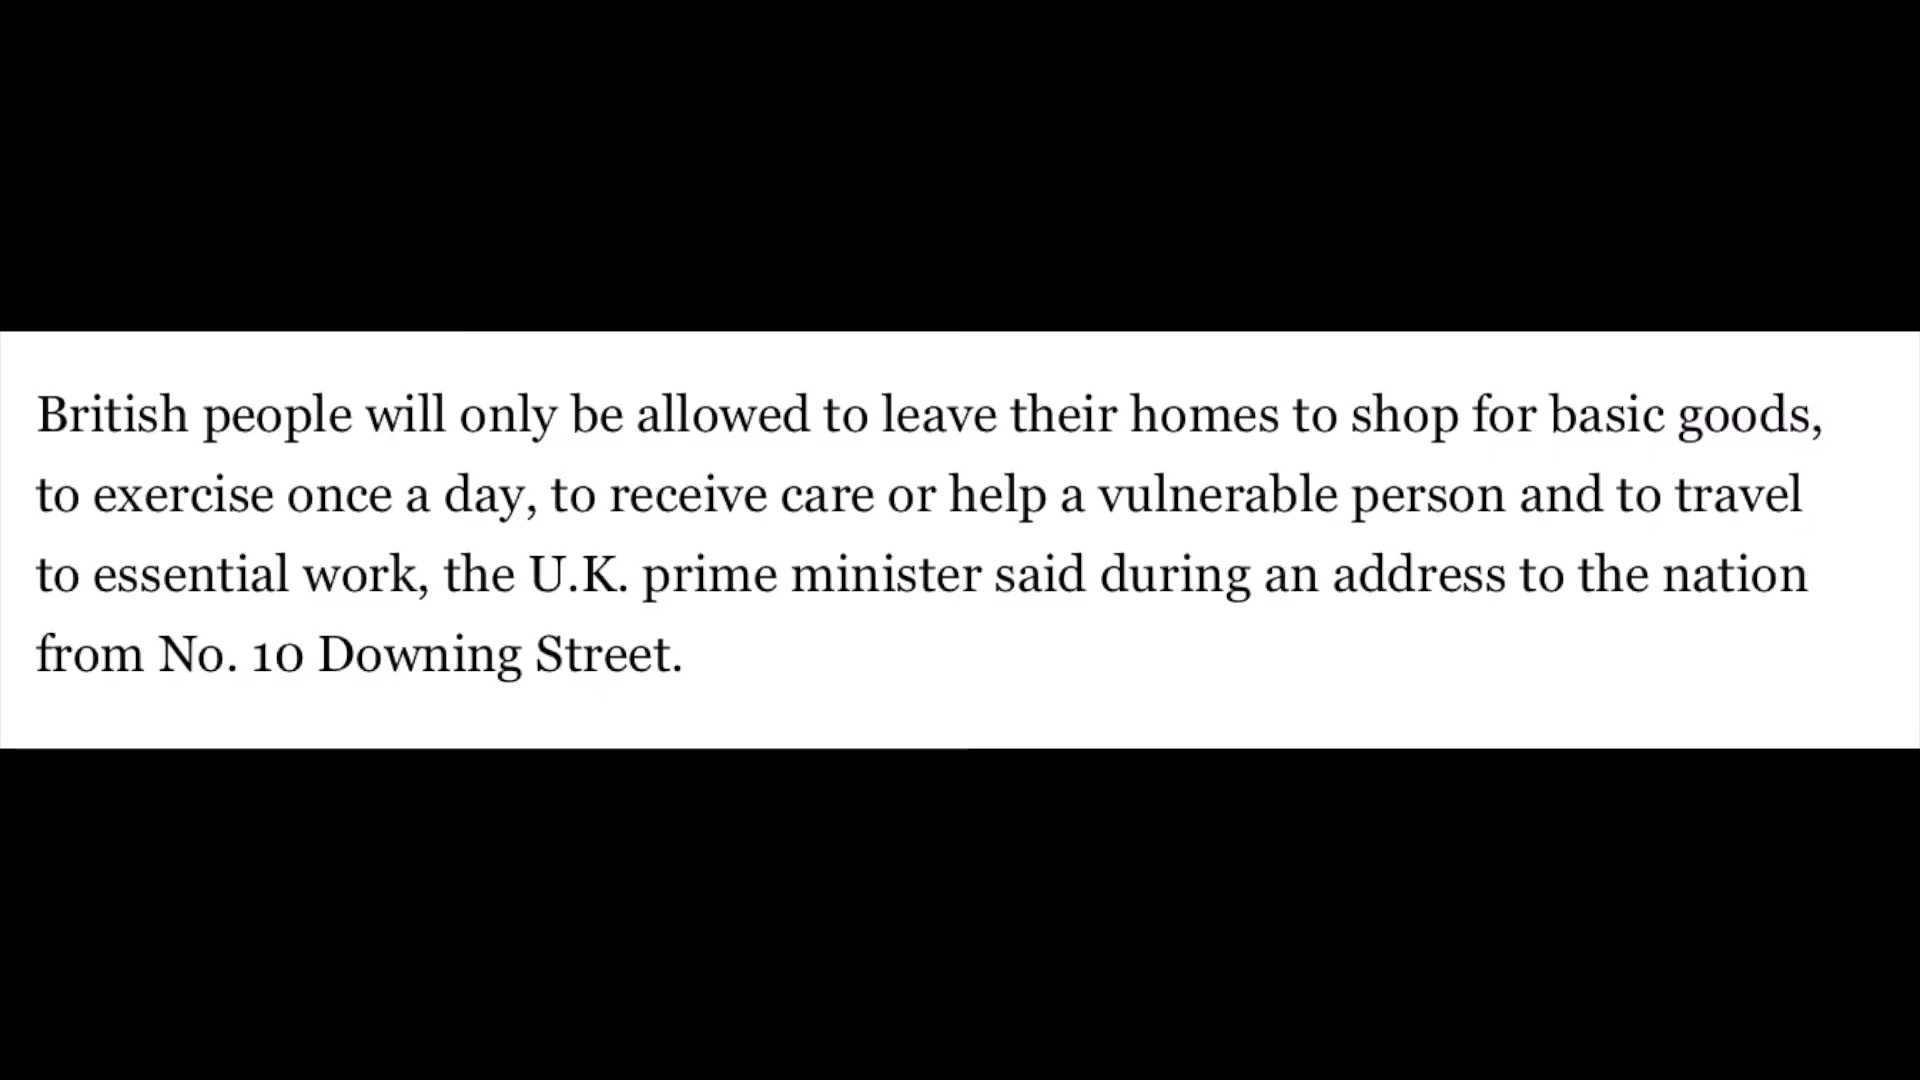 British people will only be allowed to leave their homes to shop for basic goods,
to exercise once a day, to receive care or help a vulnerable person and to travel
to essential work, the U.K. prime minister said during an address to the nation
from No. 10 Downing Street.